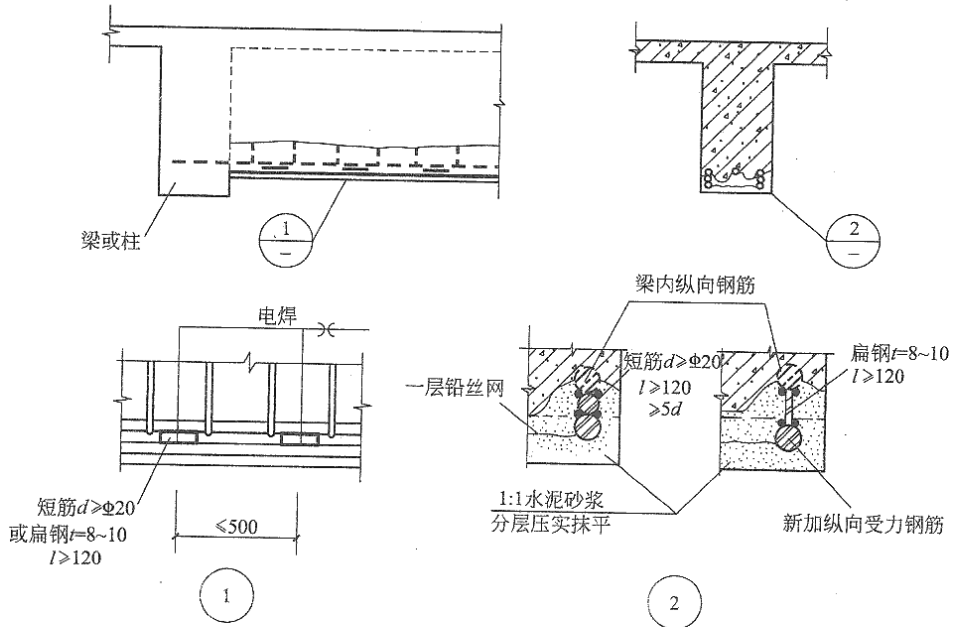 梁或柱
1
–
2
–
电焊
短筋d≥Φ20
或扁钢t=8~10
l≥120
≤500
1
梁内纵向钢筋
一层铅丝网
短筋d≥Φ20
l≥120
≥5d
扁钢t=8~10
l≥120
1:1水泥砂浆
分层压实抹平
新加纵向受力钢筋
2